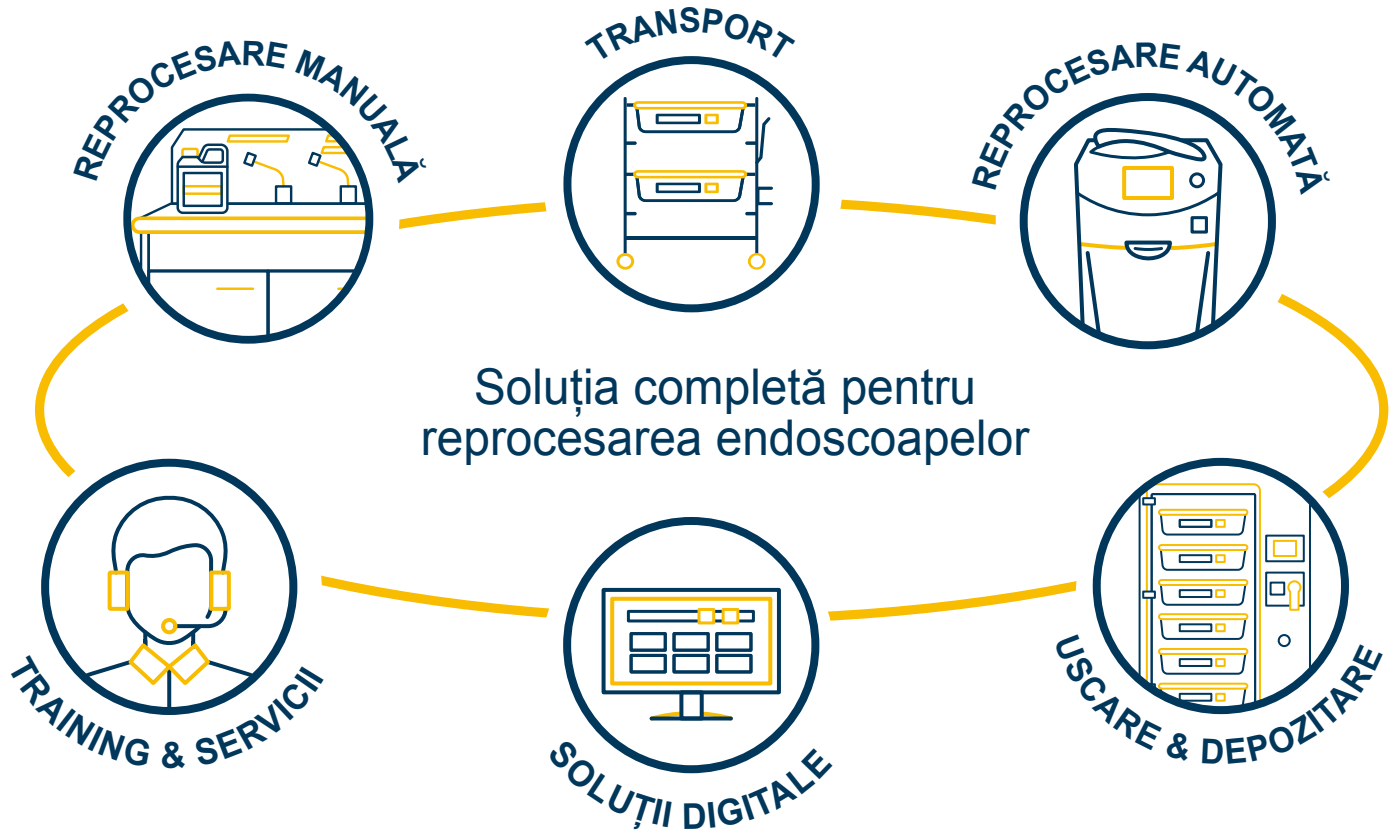 REPROCESARE MANUALĂ
TRANSPORT
REPROCESARE AUTOMATĂ
Soluția completă pentru
reprocesarea endoscoapelor
TRAINING & SERVICII
SOLUȚII DIGITALE
USCARE & DEPOZITARE